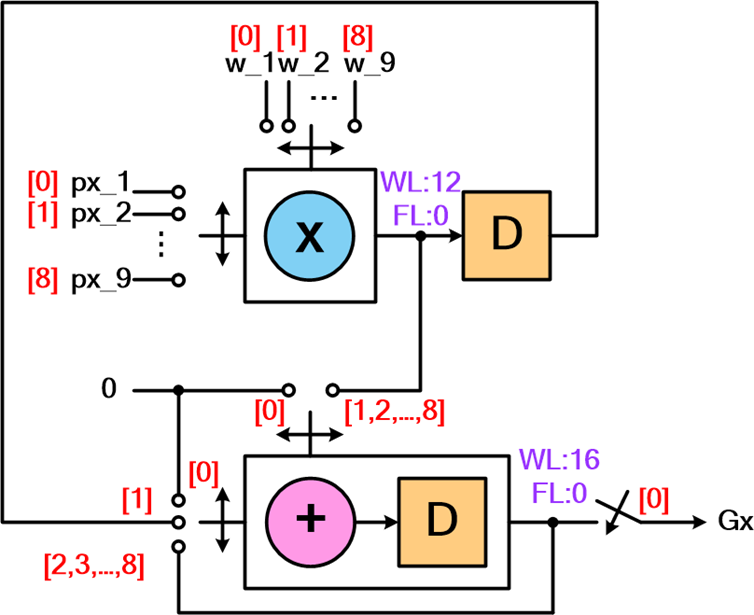 [0] [1] [8]
w_1 w_2 w_9
...
[0] px_1
[1] px_2
[8] px_9
X
WL:12
FL:0
D
0
[0] [1,2,...,8]
[0]
[1]
[2,3,...,8]
+
D
WL:16
FL:0
[0]
Gx